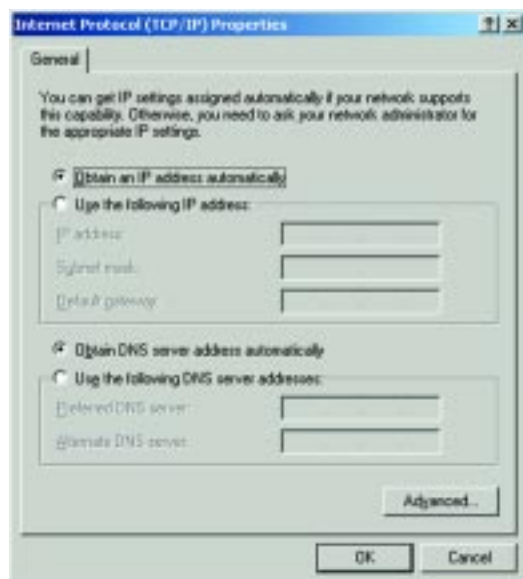 Internet Protocol (TCP/IP) Properties
General
You can get IP settings assigned automatically if your network supports
this capability. Otherwise, you need to ask your network administrator for
the appropriate IP settings.
Obtain an IP address automatically
Use the following IP address:
IP address:
Subnet mask:
Default gateway:
Obtain DNS server address automatically
Use the following DNS server addresses:
Preferred DNS server:
Alternate DNS server:
Advanced...
OK
Cancel